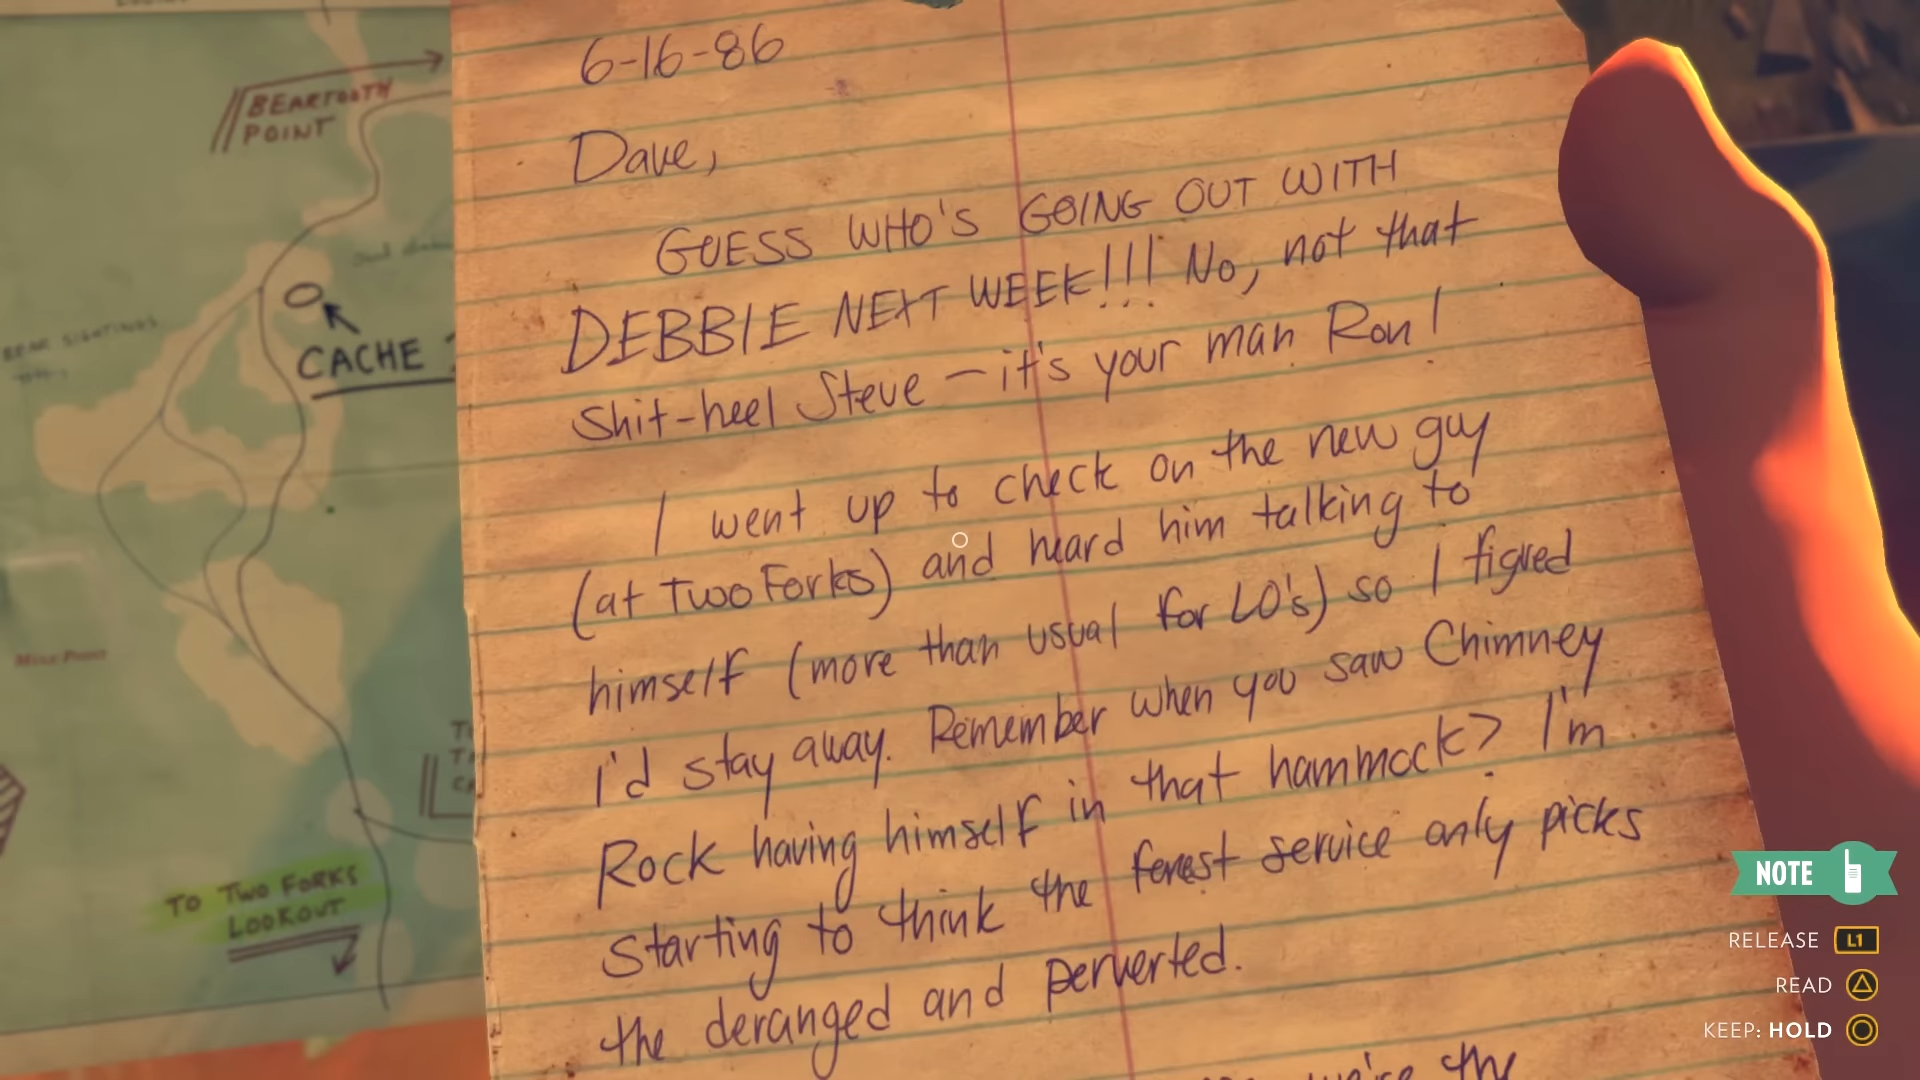 BEARTOOTH
POINT
CACHE
BEAR SIGHTINGS
TO TWO FORKS
LOOKOUT
6-16-86
Dave,
GUESS WHO'S GOING OUT WITH
DEBBIE NEXT WEEK!!! No, not that
Shit-heel Steve - it's your man Ron!
I went up to check on the new guy
(at Two Forks) and heard him talking to
himself (more than usual for LO's) so I figred
i'd stay away. Remember when you saw Chimney
Rock having himself in that hammock? I'm
Starting to think the forest service only picks
the deranged and perverted.
NOTE
RELEASE L1
READ
KEEP: HOLD